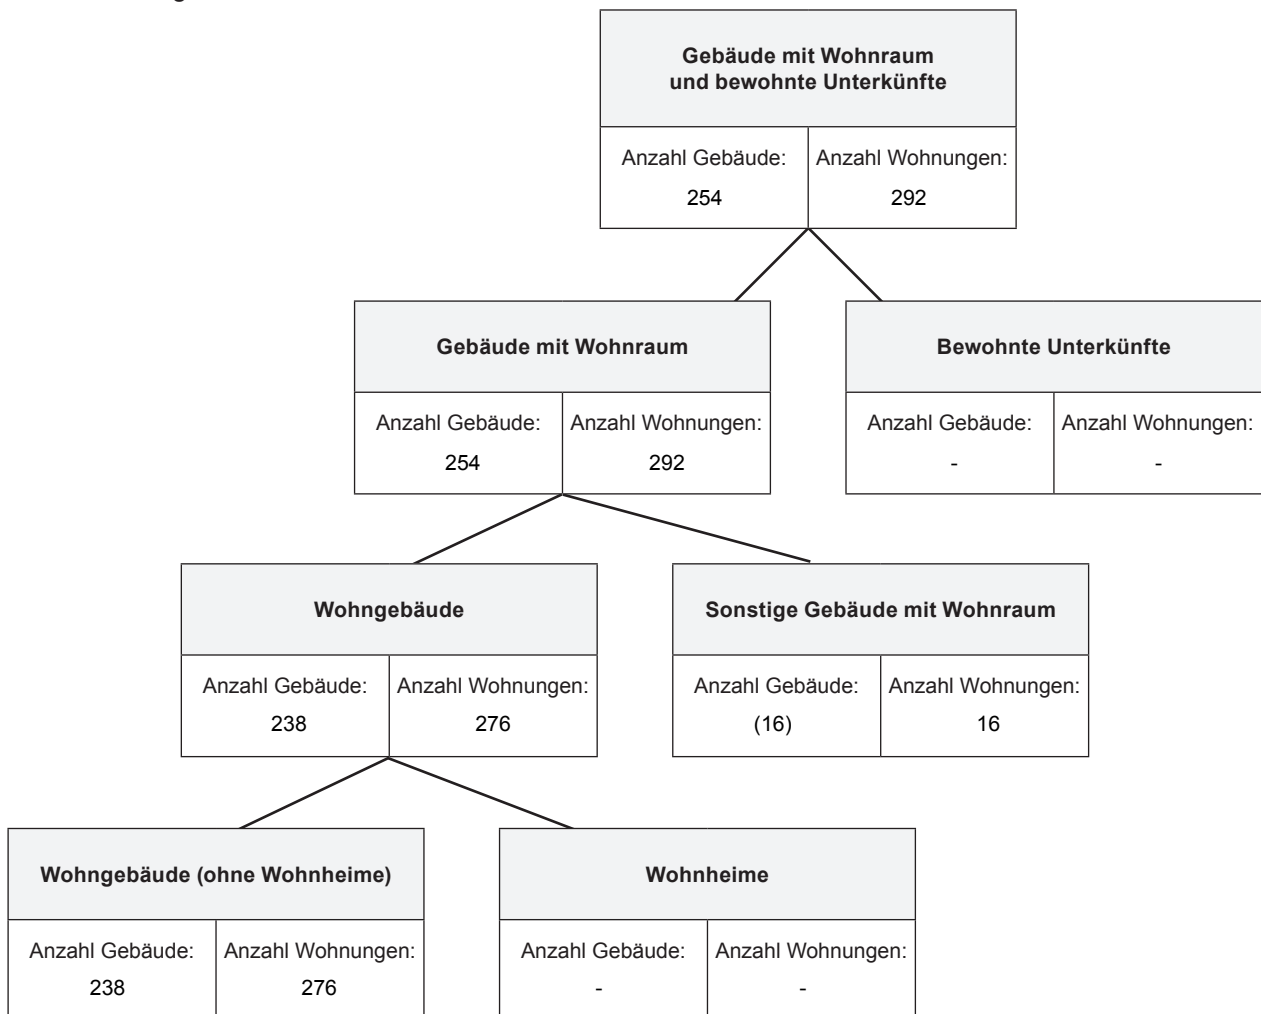 Gebäude mit Wohnraum
und bewohnte Unterkünfte
Anzahl Gebäude: Anzahl Wohnungen:
254 292
Gebäude mit Wohnraum
Anzahl Gebäude: Anzahl Wohnungen:
254 292
Bewohnte Unterkünfte
Anzahl Gebäude: Anzahl Wohnungen:
- -
Wohngebäude
Anzahl Gebäude: Anzahl Wohnungen:
238 276
Sonstige Gebäude mit Wohnraum
Anzahl Gebäude: Anzahl Wohnungen:
(16) 16
Wohngebäude (ohne Wohnheime)
Anzahl Gebäude: Anzahl Wohnungen:
238 276
Wohnheime
Anzahl Gebäude: Anzahl Wohnungen:
- -